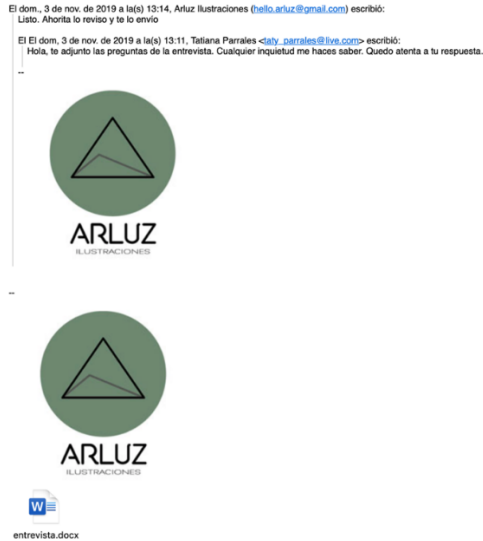 El dom., 3 de nov. de 2019 a la(s) 13:14, Arluz Ilustraciones (hello.arluz@gmail.com) escribió:
Listo. Ahorita lo reviso y te lo envío
El El dom, 3 de nov. de 2019 a la(s) 13:11, Tatiana Parrales <taty_parrales@live.com> escribió:
Hola, te adjunto las preguntas de la entrevista. Cualquier inquietud me haces saber. Quedo atenta a tu respuesta.
--
ARLUZ
ILUSTRACIONES
--
ARLUZ
ILUSTRACIONES
W
entrevista.docx